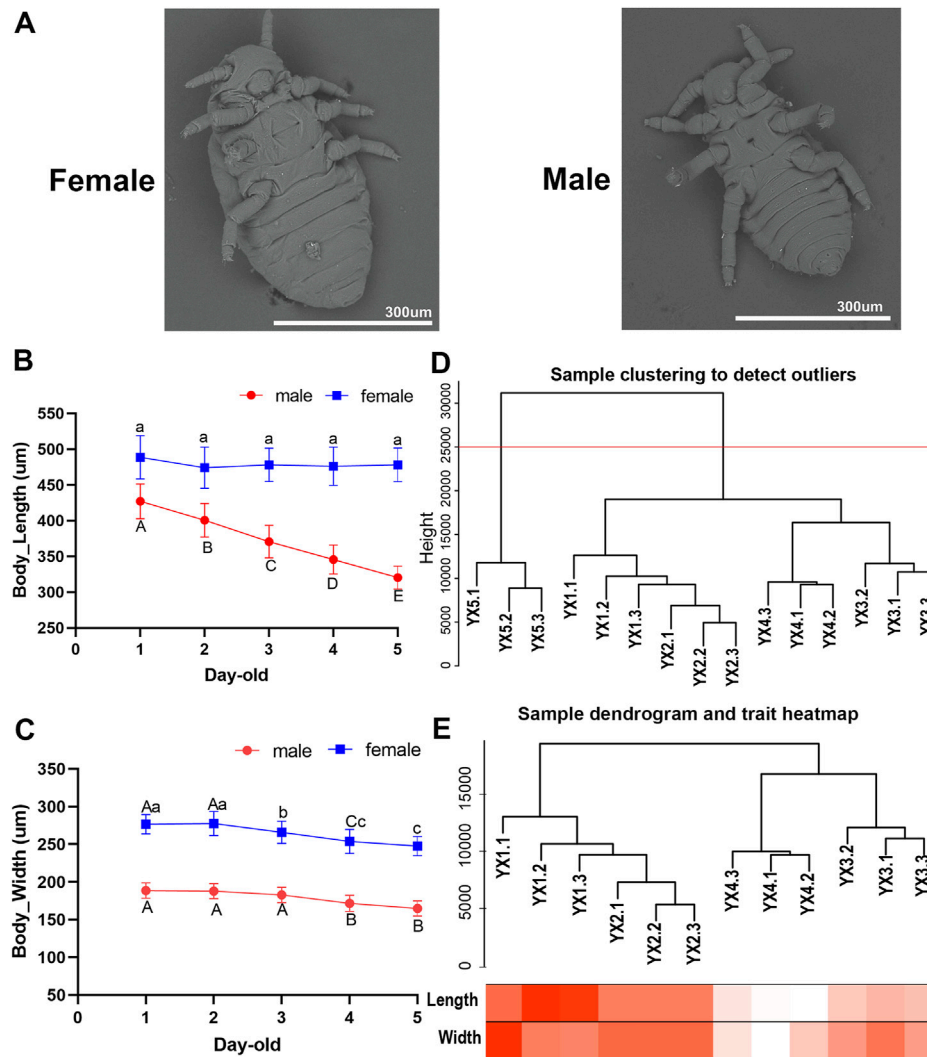 A
Female
300um
Male
300um
B
male female
Body_Length (um)
550
500
450
400
350
300
250
a a a a a
A B C D E
0 1 2 3 4 5
Day-old
C
male female
Body_Width (um)
350
300
250
200
150
100
50
Aa Aa b Cc c
A A A B B
0 1 2 3 4 5
Day-old
D
Sample clustering to detect outliers
Height
30000
25000
20000
15000
10000
5000
0
YX5.1
YX5.2
YX5.3
YX1.1
YX1.2
YX1.3
YX2.1
YX2.2
YX2.3
YX4.3
YX4.1
YX4.2
YX3.2
YX3.1
YX3.3
E
Sample dendrogram and trait heatmap
15000
10000
5000
0
YX1.1
YX1.2
YX1.3
YX2.1
YX2.2
YX2.3
YX4.3
YX4.1
YX4.2
YX3.2
YX3.1
YX3.3
Length
Width